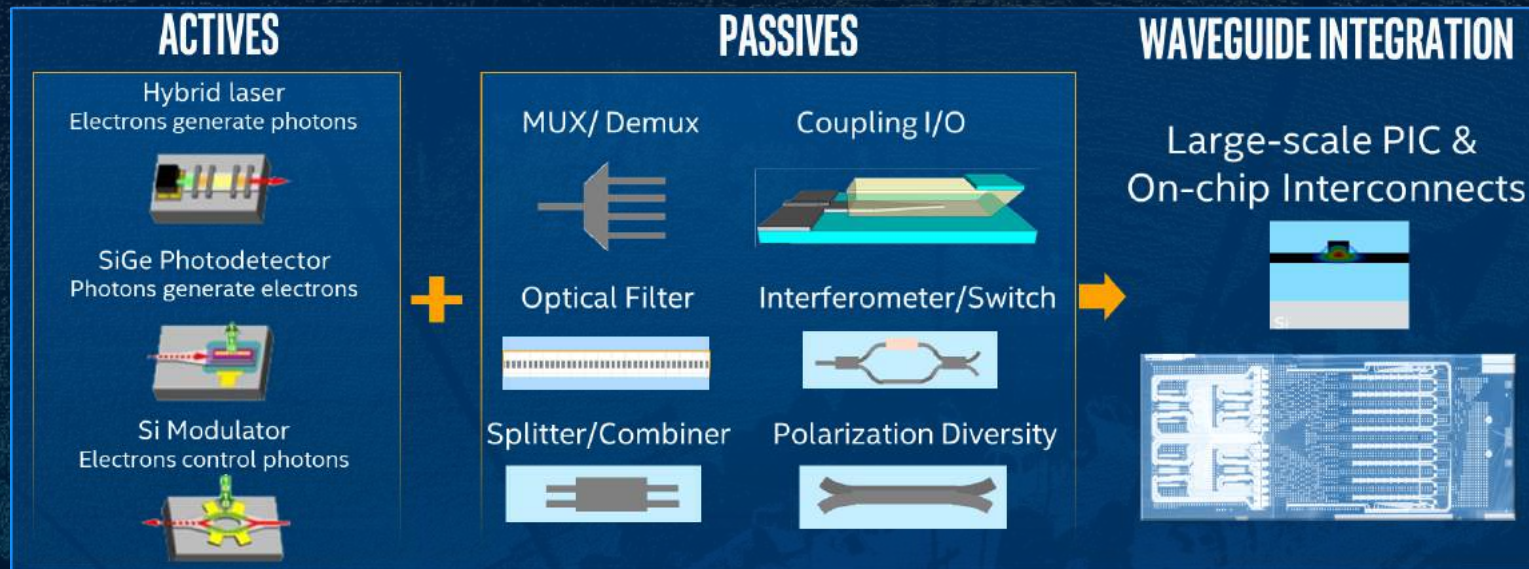 ACTIVES
Hybrid laser
Electrons generate photons
SiGe Photodetector
Photons generate electrons
Si Modulator
Electrons control photons
PASSIVES
MUX/ Demux
Coupling I/O
Optical Filter
Interferometer/Switch
Splitter/Combiner
Polarization Diversity
WAVEGUIDE INTEGRATION
Large-scale PIC &
On-chip Interconnects
Si